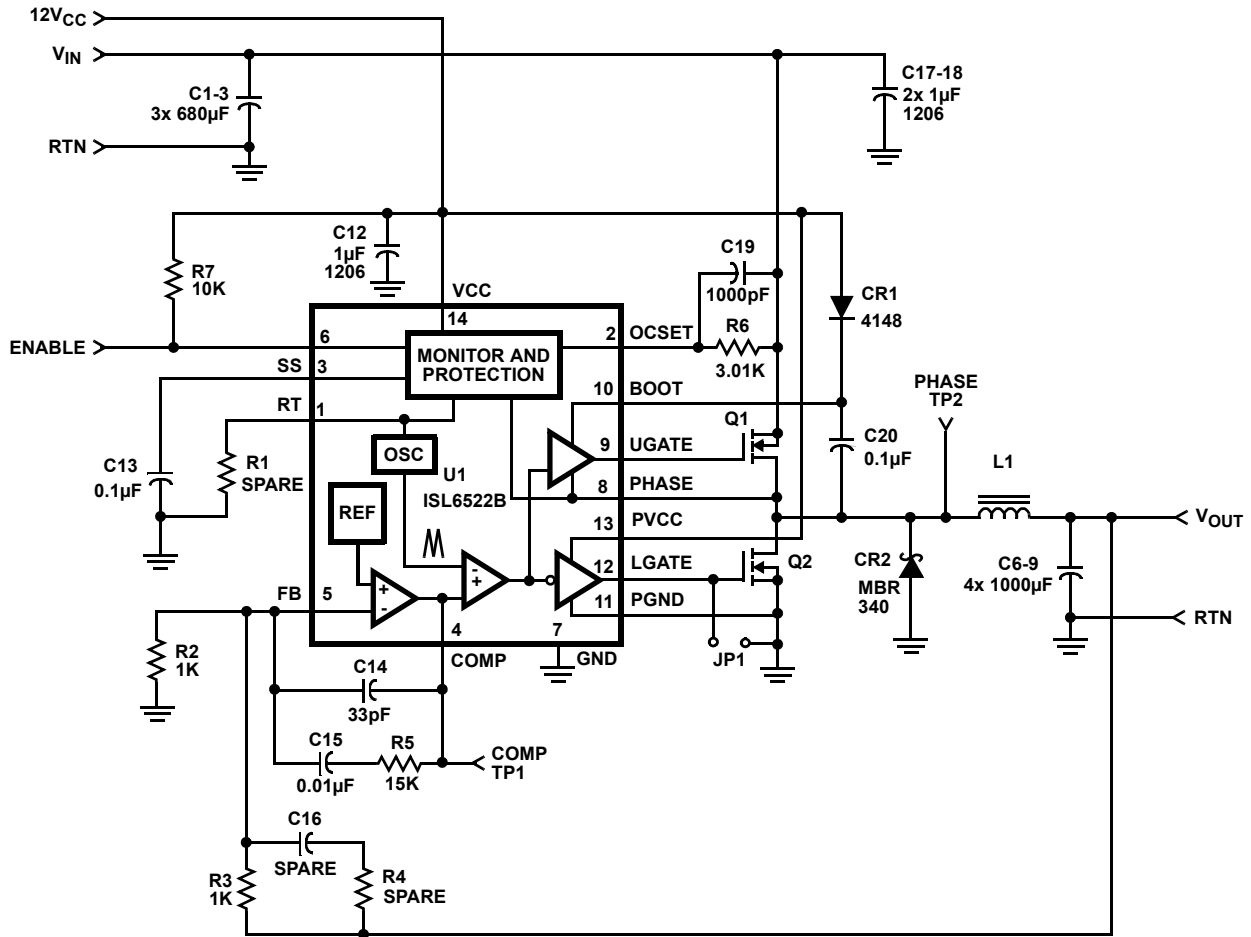 12VCC
VIN
C1-3
3x 680µF
RTN
C17-18
2x 1µF
1206
C12
1µF
1206
R7
10K
VCC
14
C19
1000pF
CR1
4148
ENABLE
6
2
OCSET
R6
3.01K
MONITOR AND
PROTECTION
SS
3
10
BOOT
PHASE
TP2
RT
1
Q1
OSC
9
UGATE
C20
0.1µF
L1
C13
0.1µF
R1
SPARE
U1
ISL6522B
8
PHASE
REF
13
PVCC
VOUT
12
LGATE
Q2
CR2
MBR
340
C6-9
4x 1000µF
+
-
-
+
FB
5
11
PGND
RTN
4
COMP
7
GND
JP1
R2
1K
C14
33pF
C15
0.01µF
R5
15K
COMP
TP1
C16
SPARE
R3
1K
R4
SPARE